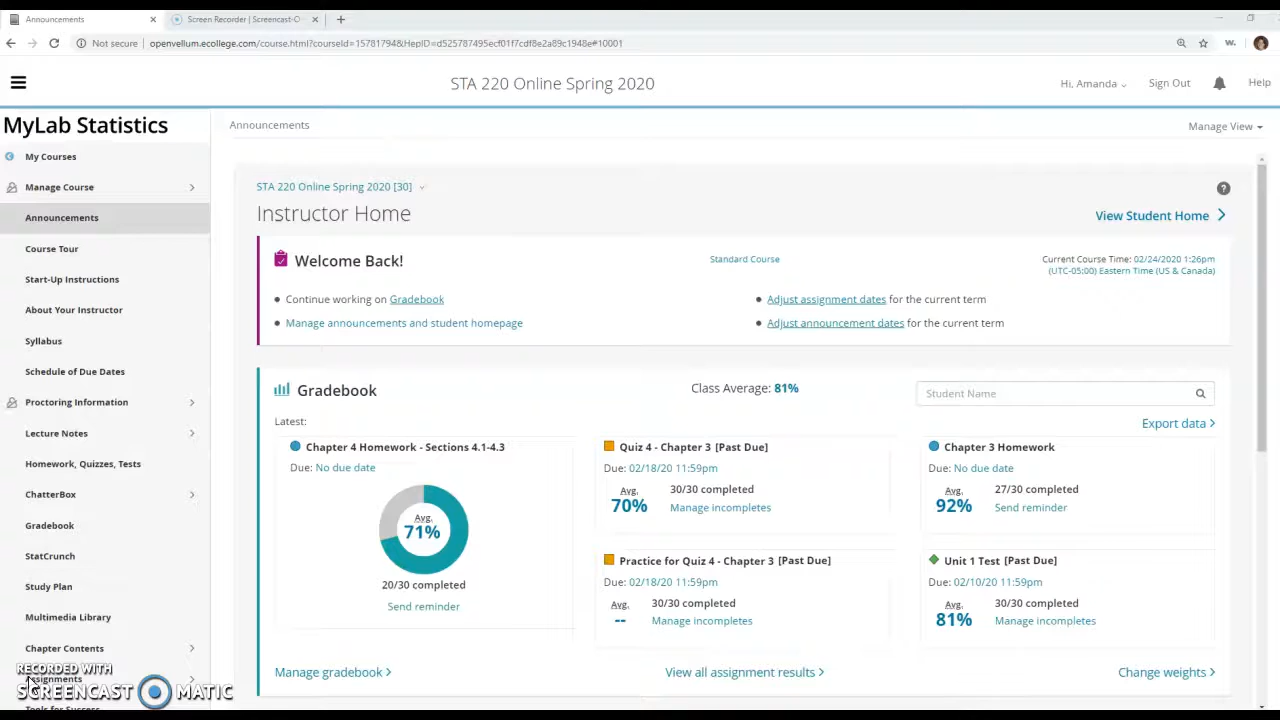 Announcements
Screen Recorder | Screencast-O
Not secure
openvellum.ecollege.com/course.html?courseId=15781794&HepID=d525787495ecf01f7cdf8e2a89c1948e#10001
STA 220 Online Spring 2020
Hi, Amanda
Sign Out
Help
MyLab Statistics
My Courses
Manage Course
Announcements
Course Tour
Start-Up Instructions
About Your Instructor
Syllabus
Schedule of Due Dates
Proctoring Information
Lecture Notes
Homework, Quizzes, Tests
ChatterBox
Gradebook
StatCrunch
Study Plan
Multimedia Library
Chapter Contents
Tools for Success
RECORDED WITH
SCREENCAST MATIC
Announcements
Manage View
STA 220 Online Spring 2020 [30]
Instructor Home
View Student Home
Welcome Back!
Standard Course
Current Course Time: 02/24/2020 1:26pm
(UTC-05:00) Eastern Time (US & Canada)
Continue working on Gradebook
Manage announcements and student homepage
Adjust assignment dates for the current term
Adjust announcement dates for the current term
Gradebook
Class Average: 81%
Student Name
Latest:
Export data
Chapter 4 Homework - Sections 4.1-4.3
Due: No due date
Avg.
71%
20/30 completed
Send reminder
Quiz 4 - Chapter 3 [Past Due]
Due: 02/18/20 11:59pm
Avg.
70%
30/30 completed
Manage incompletes
Chapter 3 Homework
Due: No due date
Avg.
92%
27/30 completed
Send reminder
Practice for Quiz 4 - Chapter 3 [Past Due]
Due: 02/18/20 11:59pm
Avg.
--
30/30 completed
Manage incompletes
Unit 1 Test [Past Due]
Due: 02/10/20 11:59pm
Avg.
81%
30/30 completed
Manage incompletes
Manage gradebook
View all assignment results
Change weights